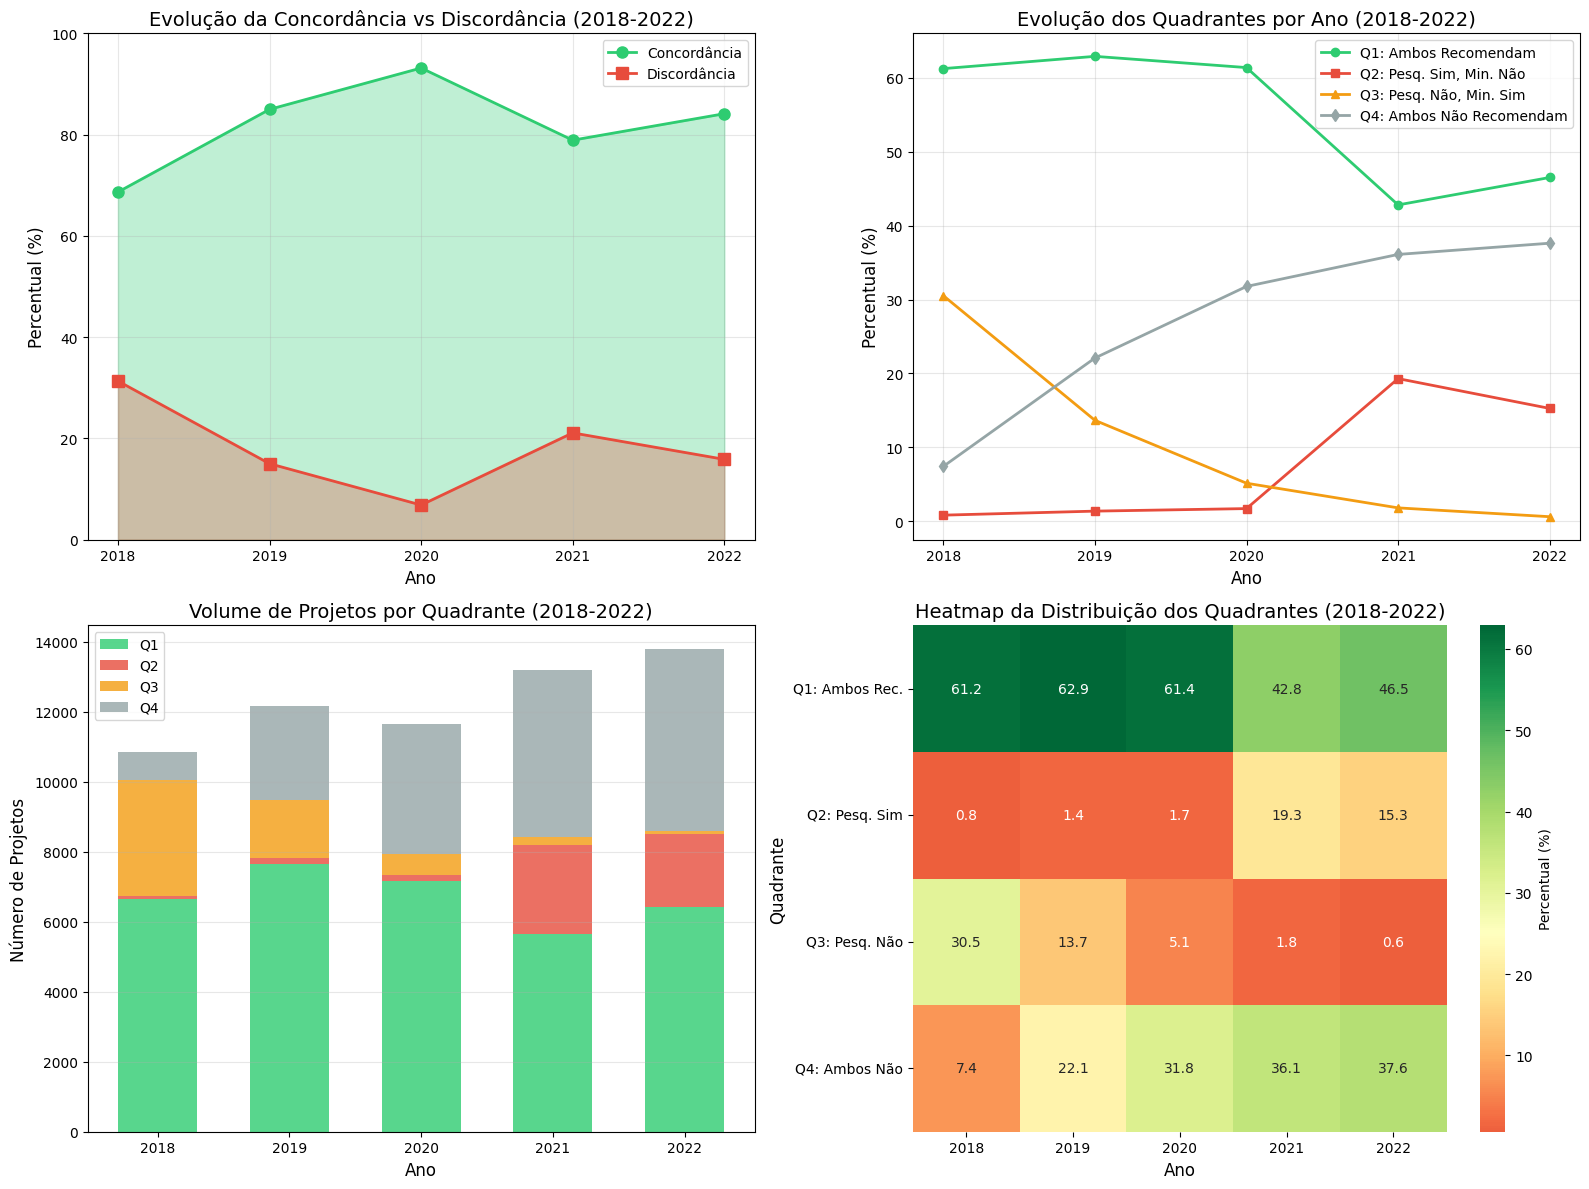 Evolução da Concordância vs Discordância (2018-2022)
Percentual (%)
100
80
60
40
20
0
Concordância
Discordância
2018 2019 2020 2021 2022
Ano
Evolução dos Quadrantes por Ano (2018-2022)
Percentual (%)
60
50
40
30
20
10
0
Q1: Ambos Recomendam
Q2: Pesq. Sim, Min. Não
Q3: Pesq. Não, Min. Sim
Q4: Ambos Não Recomendam
2018 2019 2020 2021 2022
Ano
Volume de Projetos por Quadrante (2018-2022)
Número de Projetos
14000
12000
10000
8000
6000
4000
2000
0
Q1
Q2
Q3
Q4
2018 2019 2020 2021 2022
Ano
Heatmap da Distribuição dos Quadrantes (2018-2022)
Quadrante
Q1: Ambos Rec. 61.2 62.9 61.4 42.8 46.5
Q2: Pesq. Sim 0.8 1.4 1.7 19.3 15.3
Q3: Pesq. Não 30.5 13.7 5.1 1.8 0.6
Q4: Ambos Não 7.4 22.1 31.8 36.1 37.6
2018 2019 2020 2021 2022
Ano
60
50
40
30
20
10
Percentual (%)